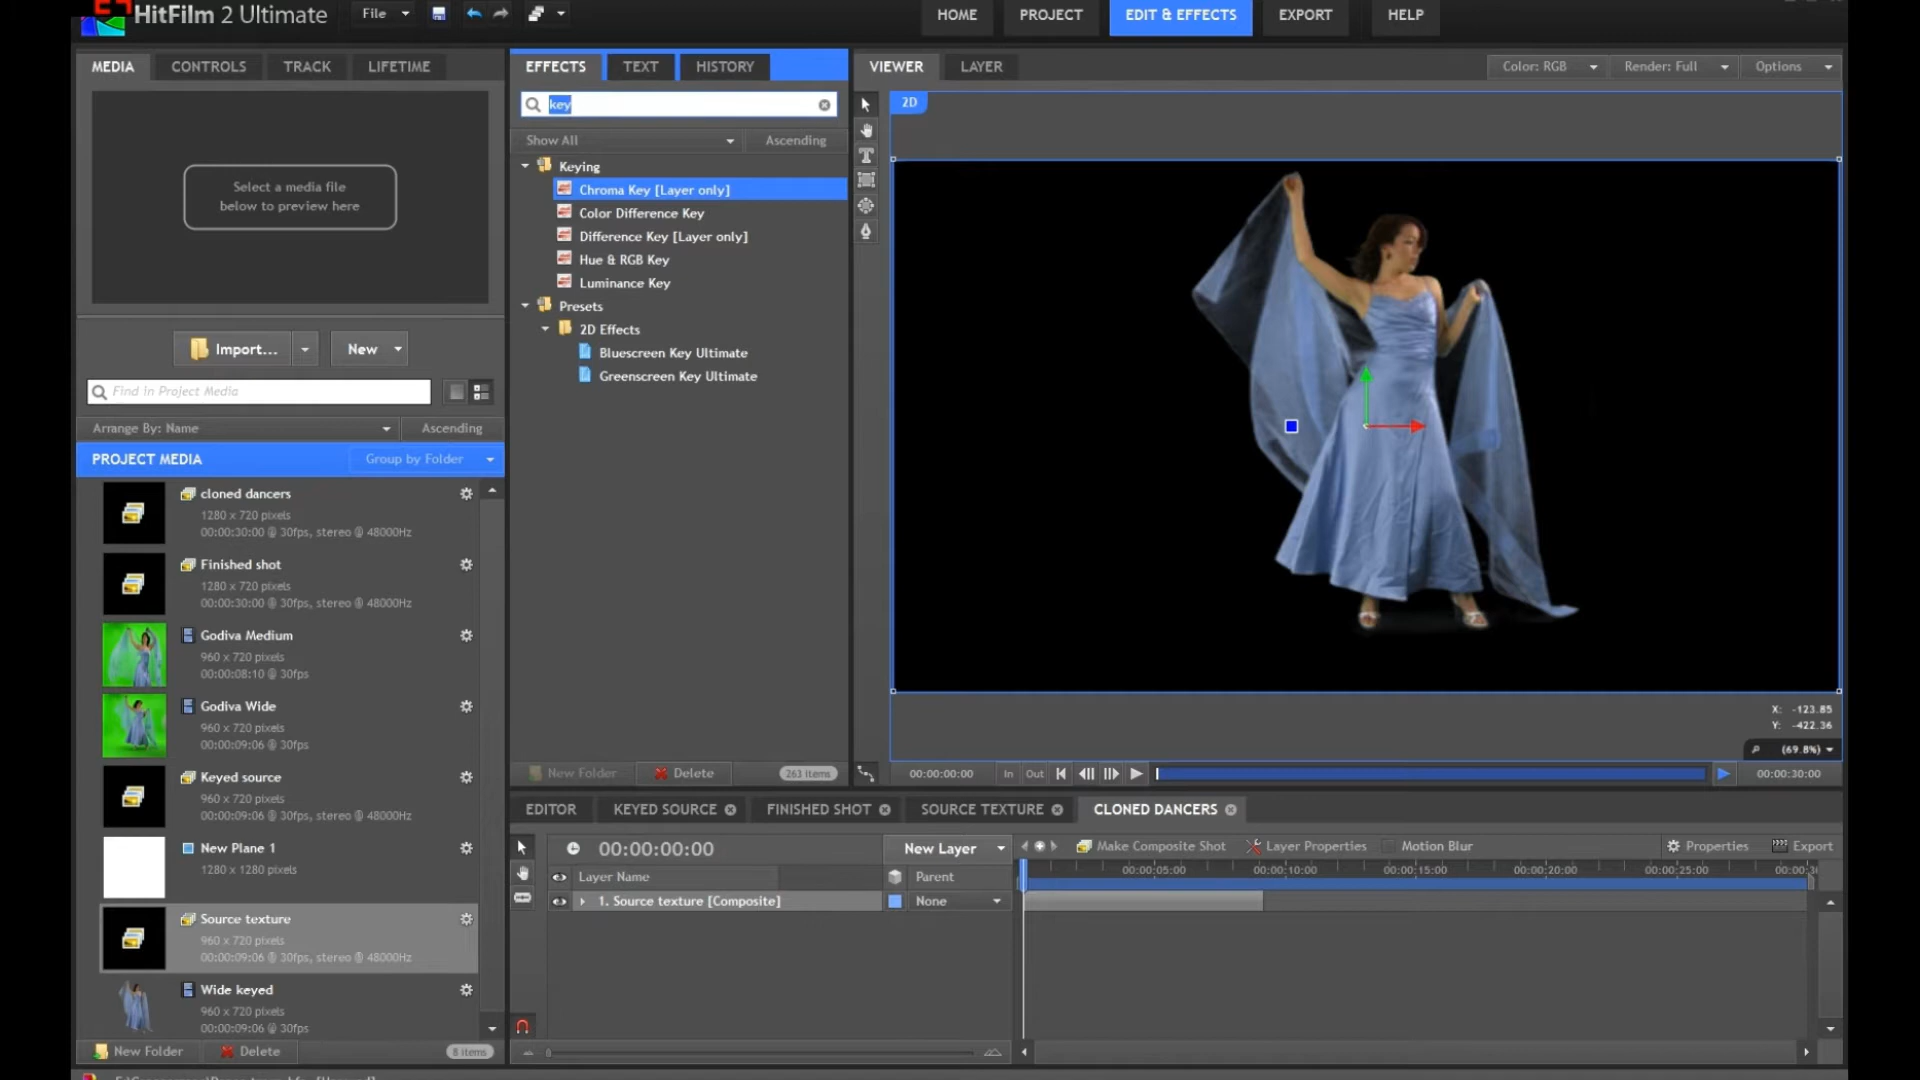 HitFilm 2 Ultimate
File
HOME
PROJECT
EDIT & EFFECTS
EXPORT
HELP
MEDIA
CONTROLS
TRACK
LIFETIME
Select a media file
below to preview here
Import...
New
Find in Project Media
Arrange By: Name
Ascending
PROJECT MEDIA
Group by Folder
cloned dancers
1280 x 720 pixels
00:00:30:00 @ 30fps, stereo @ 48000Hz
Finished shot
1280 x 720 pixels
00:00:30:00 @ 30fps, stereo @ 48000Hz
Godiva Medium
960 x 720 pixels
00:00:08:10 @ 30fps
Godiva Wide
960 x 720 pixels
00:00:09:06 @ 30fps
Keyed source
960 x 720 pixels
00:00:09:06 @ 30fps, stereo @ 48000Hz
New Plane 1
1280 x 1280 pixels
Source texture
960 x 720 pixels
00:00:09:06 @ 30fps, stereo @ 48000Hz
Wide keyed
960 x 720 pixels
00:00:09:06 @ 30fps
New Folder
Delete
8 items
EFFECTS
TEXT
HISTORY
key
Show All
Ascending
Keying
Chroma Key [Layer only]
Color Difference Key
Difference Key [Layer only]
Hue & RGB Key
Luminance Key
Presets
2D Effects
Bluescreen Key Ultimate
Greenscreen Key Ultimate
New Folder
Delete
263 items
VIEWER
LAYER
Color: RGB
Render: Full
Options
2D
X: -123.85
Y: -422.36
(69.8%)
00:00:00:00
In
Out
00:00:30:00
EDITOR
KEYED SOURCE
FINISHED SHOT
SOURCE TEXTURE
CLONED DANCERS
00:00:00:00
New Layer
Make Composite Shot
Layer Properties
Motion Blur
Properties
Export
Layer Name
Parent
00:00:05:00
00:00:10:00
00:00:15:00
00:00:20:00
00:00:25:00
1. Source texture [Composite]
None